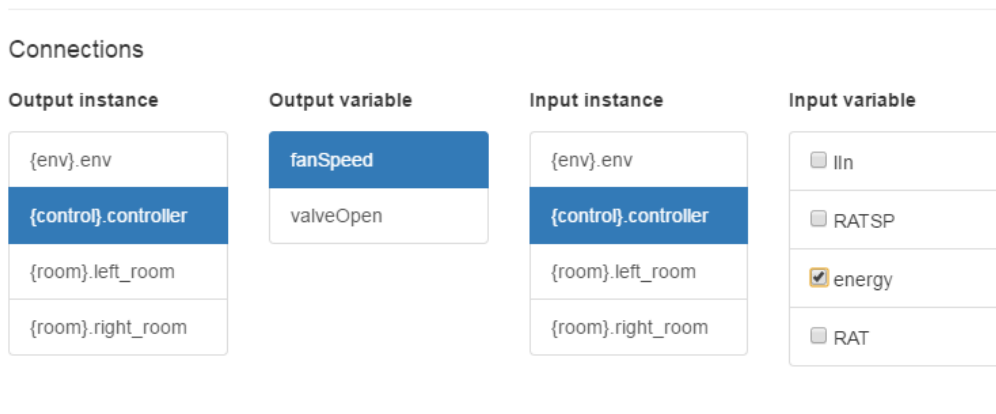 Connections
Output instance
Output variable
Input instance
Input variable
{env}.env
fanSpeed
{env}.env
lIn
{control}.controller
valveOpen
{control}.controller
RATSP
{room}.left_room
{room}.left_room
energy
{room}.right_room
{room}.right_room
RAT